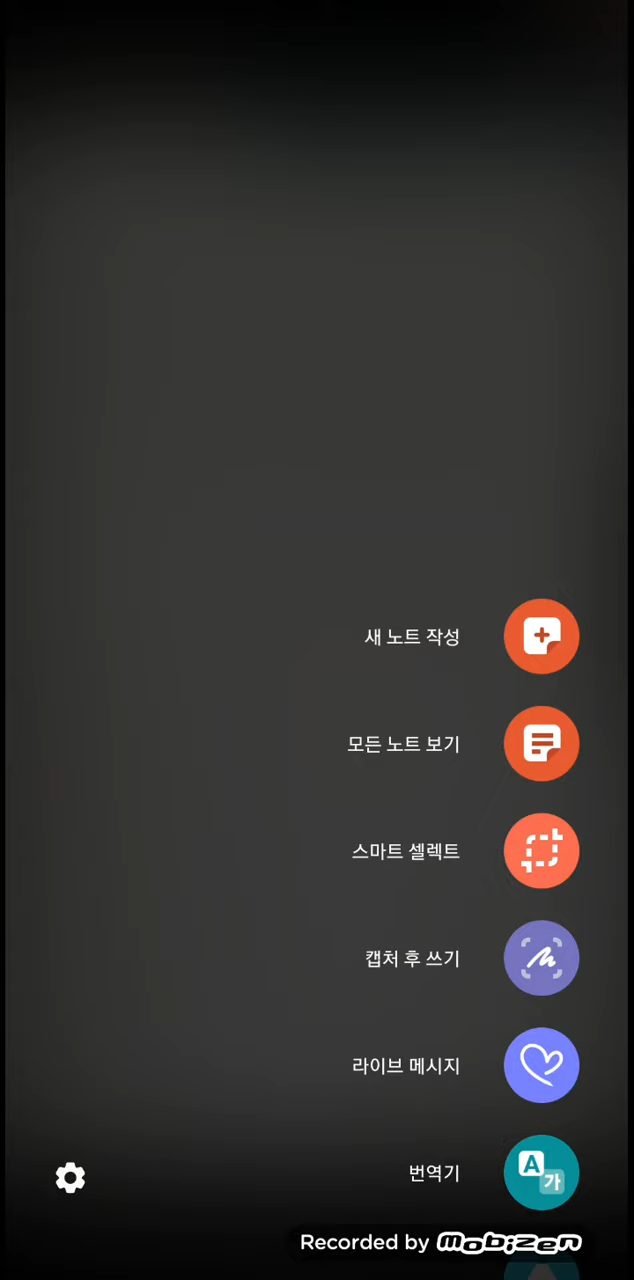 새 노트 작성
모든 노트 보기
스마트 셀렉트
캡처 후 쓰기
라이브 메시지
번역기
A
가
Recorded by mobizen